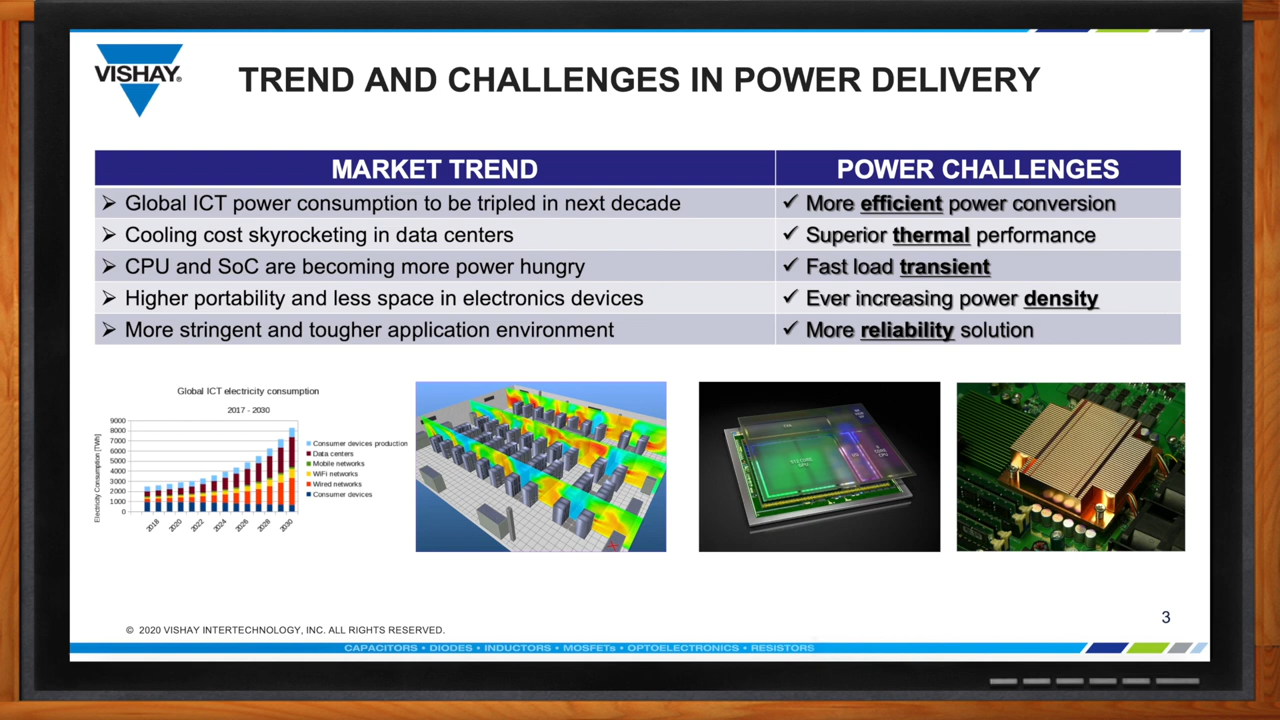 VISHAY®
TREND AND CHALLENGES IN POWER DELIVERY
MARKET TREND
POWER CHALLENGES
Global ICT power consumption to be tripled in next decade
More efficient power conversion
Cooling cost skyrocketing in data centers
Superior thermal performance
CPU and SoC are becoming more power hungry
Fast load transient
Higher portability and less space in electronics devices
Ever increasing power density
More stringent and tougher application environment
More reliability solution
Global ICT electricity consumption
2017 - 2030
Electricity Consumption [TWh]
9000
8000
7000
6000
5000
4000
3000
2000
1000
0
2018
2020
2022
2024
2026
2028
2030
Consumer devices production
Data centers
Mobile networks
WiFi networks
Wired networks
Consumer devices
3
© 2020 VISHAY INTERTECHNOLOGY, INC. ALL RIGHTS RESERVED.
CAPACITORS • DIODES • INDUCTORS • MOSFETs • OPTOELECTRONICS • RESISTORS